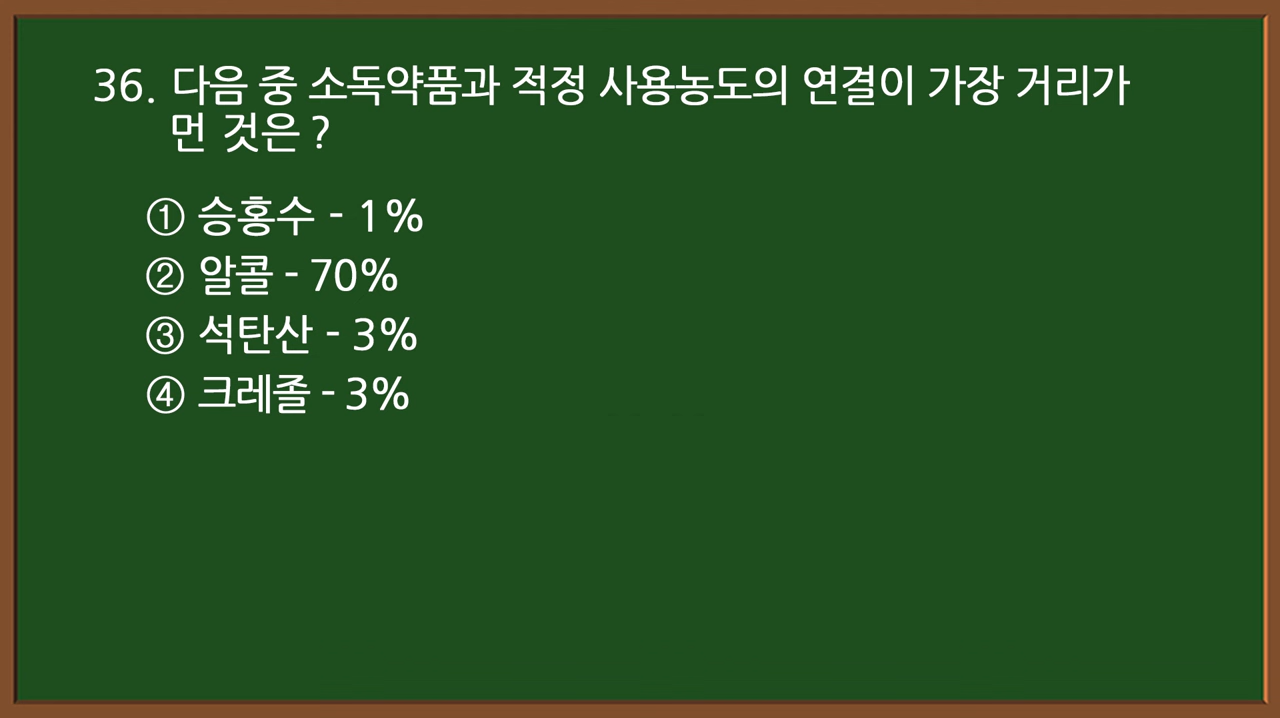 36. 다음 중 소독약품과 적정 사용농도의 연결이 가장 거리가
먼 것은 ?
① 승홍수 - 1%
② 알콜 - 70%
③ 석탄산 - 3%
④ 크레졸 - 3%